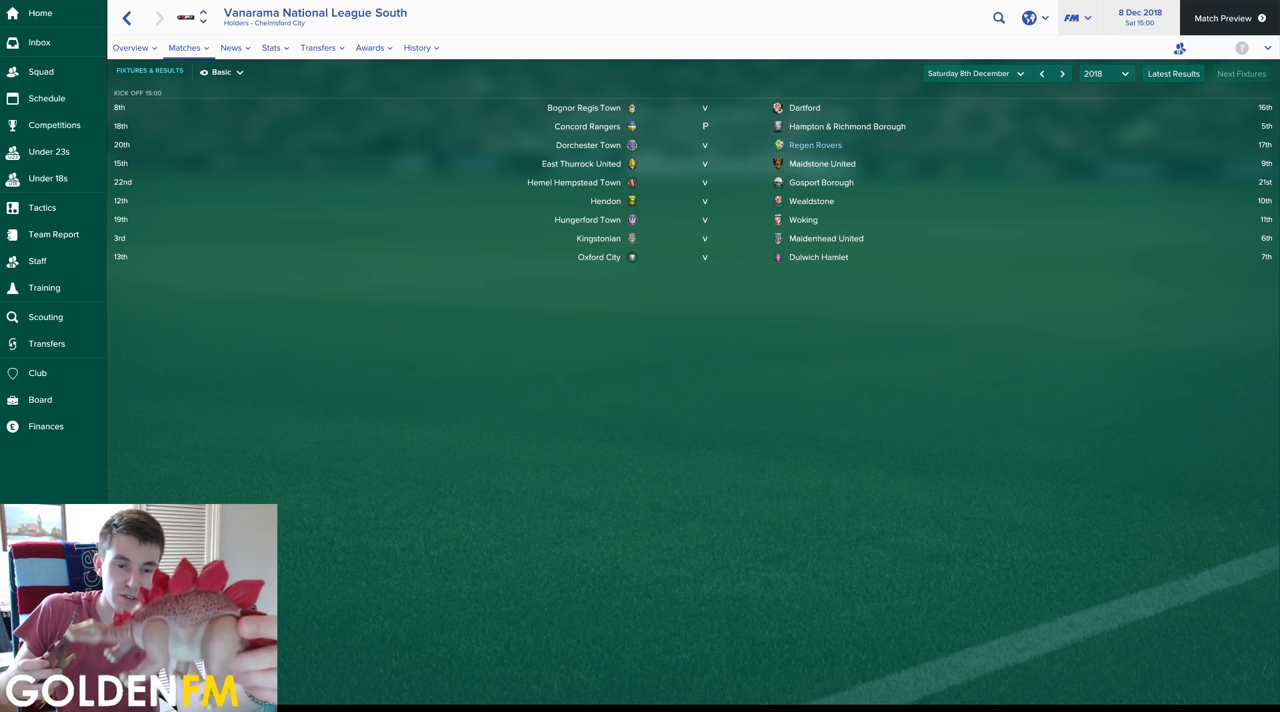 Home
Inbox
Squad
Schedule
Competitions
Under 23s
Under 18s
Tactics
Team Report
Staff
Training
Scouting
Transfers
Club
Board
Finances
Vanarama National League South
Holders - Chelmsford City
FM
8 Dec 2018
Sat 15:00
Match Preview
Overview Matches News Stats Transfers Awards History
?
FIXTURES & RESULTS Basic
Saturday 8th December 2018 Latest Results Next Fixtures
KICK OFF 15:00
8th Bognor Regis Town v Dartford 16th
18th Concord Rangers P Hampton & Richmond Borough 5th
20th Dorchester Town v Regen Rovers 17th
15th East Thurrock United v Maidstone United 9th
22nd Hemel Hempstead Town v Gosport Borough 21st
12th Hendon v Wealdstone 10th
19th Hungerford Town v Woking 11th
3rd Kingstonian v Maidenhead United 6th
13th Oxford City v Dulwich Hamlet 7th
GOLDENFM